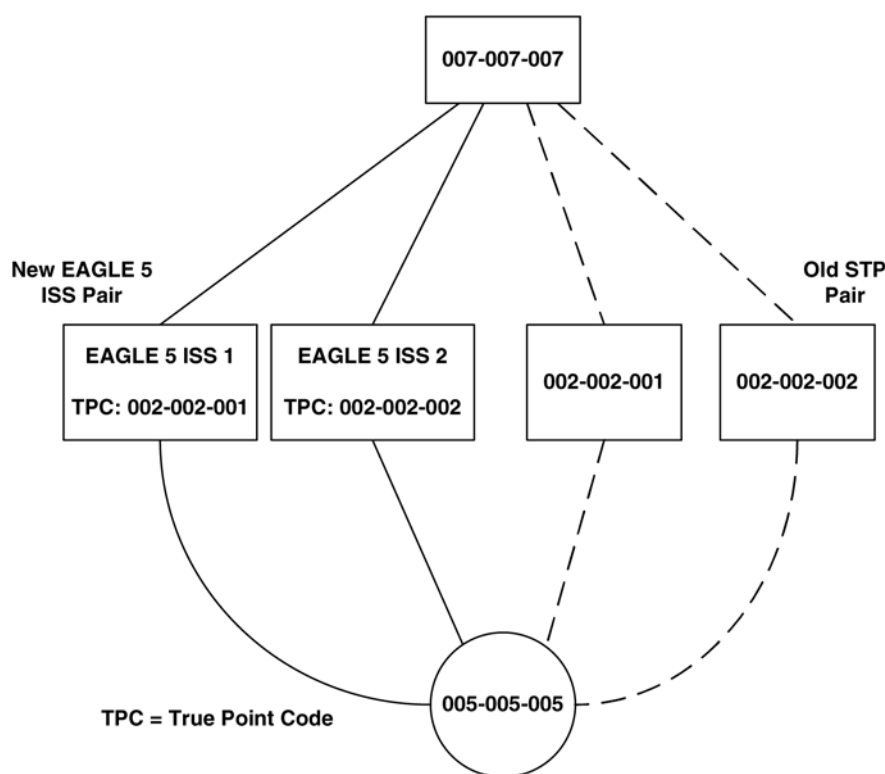 007-007-007
New EAGLE 5
ISS Pair
Old STP
Pair
EAGLE 5 ISS 1
TPC: 002-002-001
EAGLE 5 ISS 2
TPC: 002-002-002
002-002-001
002-002-002
005-005-005
TPC = True Point Code